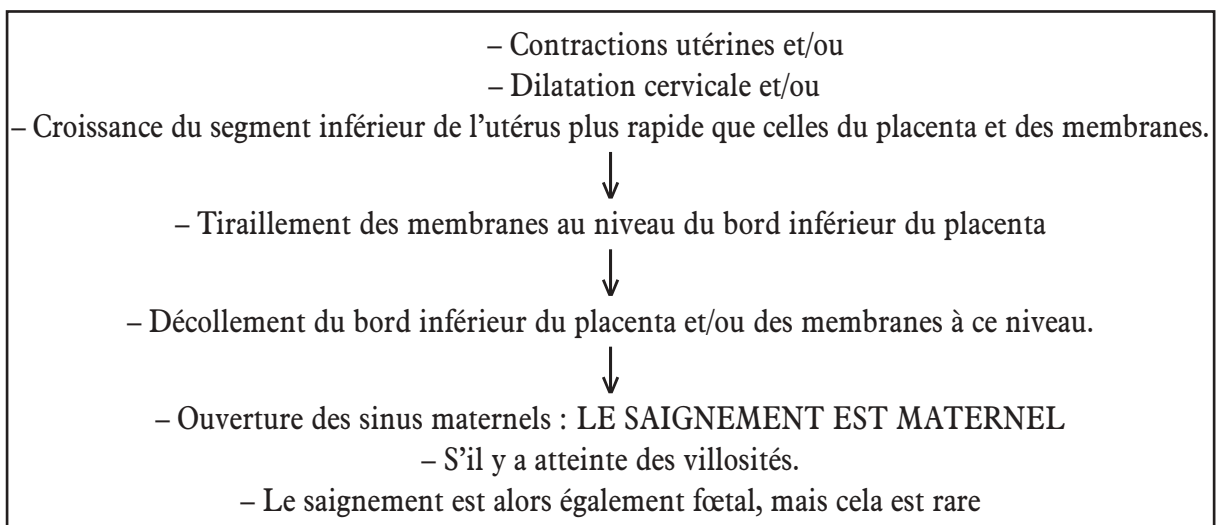 – Contractions utérines et/ou
– Dilatation cervicale et/ou
– Croissance du segment inférieur de l’utérus plus rapide que celles du placenta et des membranes.
– Tiraillement des membranes au niveau du bord inférieur du placenta
– Décollement du bord inférieur du placenta et/ou des membranes à ce niveau.
– Ouverture des sinus maternels : LE SAIGNEMENT EST MATERNEL
– S’il y a atteinte des villosités.
– Le saignement est alors également fœtal, mais cela est rare